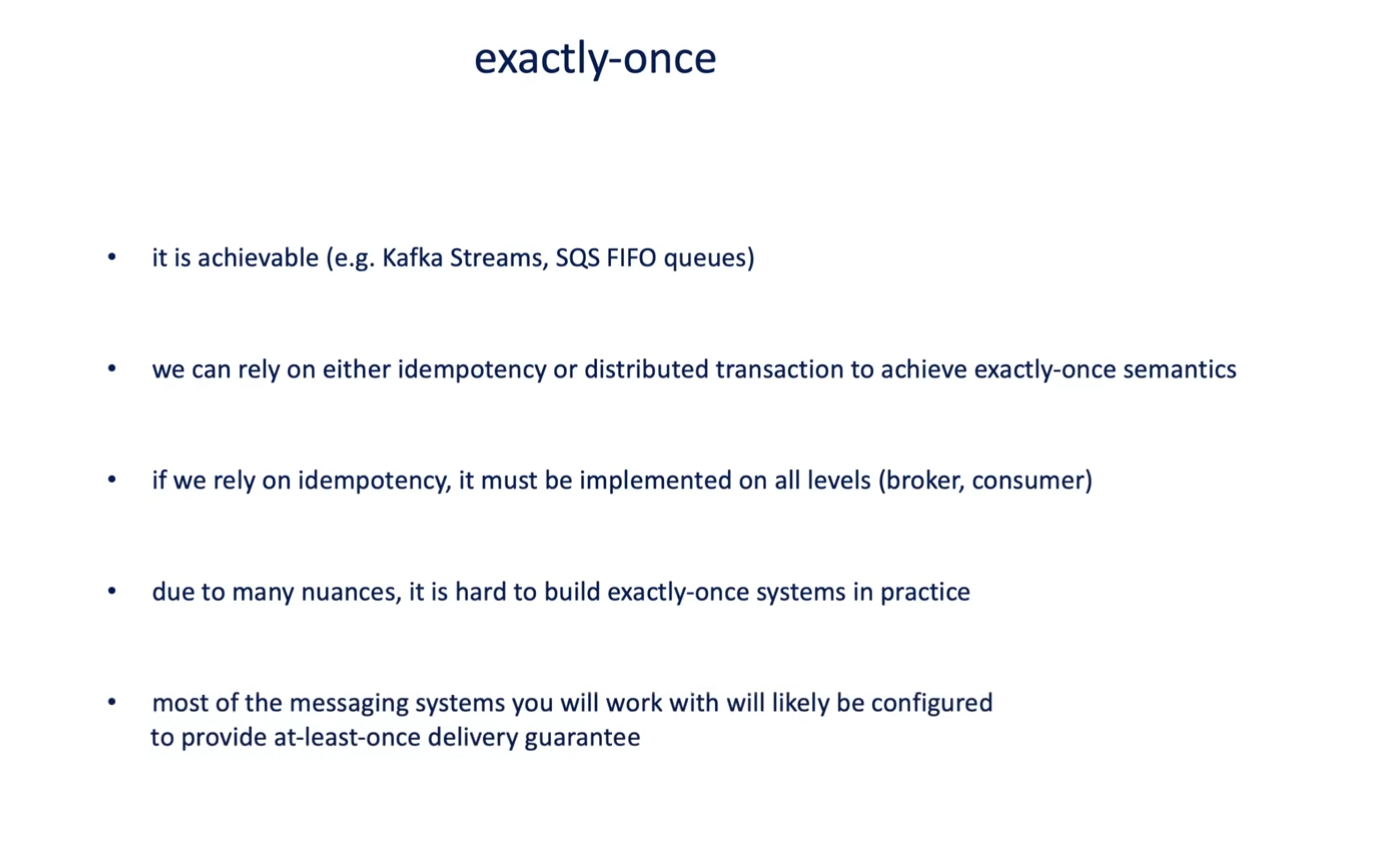 exactly-once
• it is achievable (e.g. Kafka Streams, SQS FIFO queues)
• we can rely on either idempotency or distributed transaction to achieve exactly-once semantics
• if we rely on idempotency, it must be implemented on all levels (broker, consumer)
• due to many nuances, it is hard to build exactly-once systems in practice
• most of the messaging systems you will work with will likely be configured
to provide at-least-once delivery guarantee